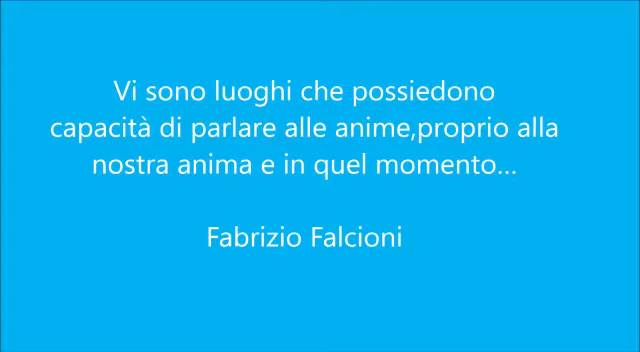 Vi sono luoghi che possiedono
capacità di parlare alle anime,proprio alla
nostra anima e in quel momento...
Fabrizio Falcioni